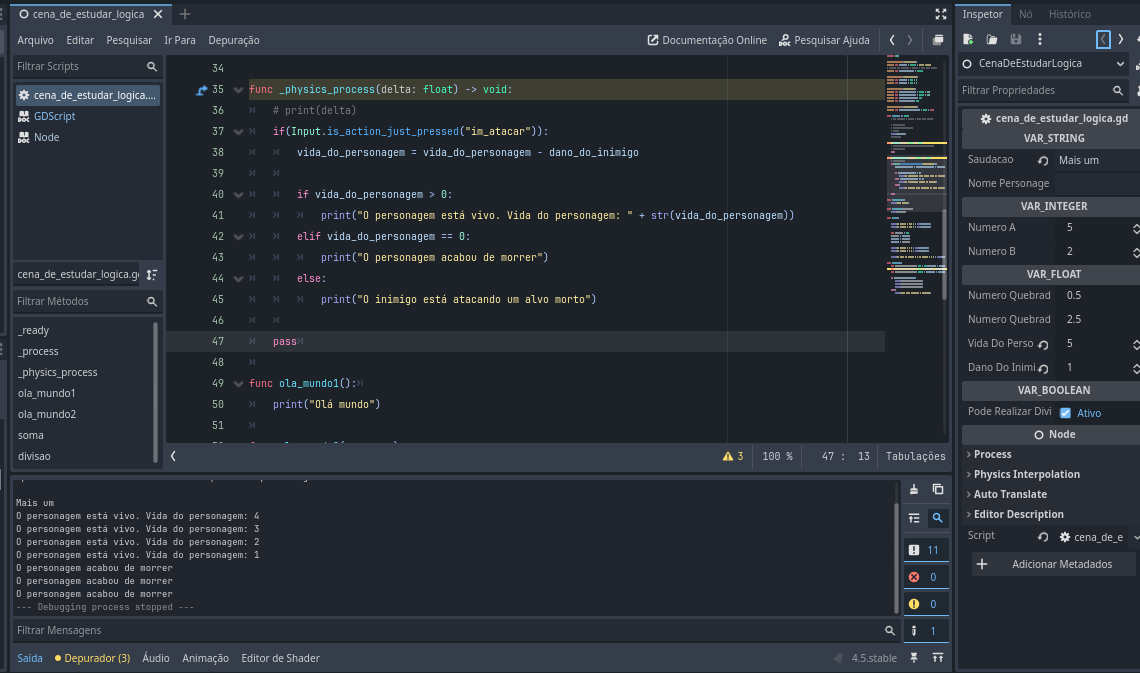 cena_de_estudar_logica
Arquivo Editar Pesquisar Ir Para Depuração
Documentação Online Pesquisar Ajuda
Filtrar Scripts
cena_de_estudar_logica....
GDScript
Node
cena_de_estudar_logica.g
Filtrar Métodos
_ready
_process
_physics_process
ola_mundo1
ola_mundo2
soma
divisao
34
35 func _physics_process(delta: float) -> void:
36 # print(delta)
37 if(Input.is_action_just_pressed("im_atacar")):
38 vida_do_personagem = vida_do_personagem - dano_do_inimigo
39
40 if vida_do_personagem > 0:
41 print("O personagem está vivo. Vida do personagem: " + str(vida_do_personagem))
42 elif vida_do_personagem == 0:
43 print("O personagem acabou de morrer")
44 else:
45 print("O inimigo está atacando um alvo morto")
46
47 pass
48
49 func ola_mundo1():
50 print("Olá mundo")
51
3 100 % 47 : 13 Tabulações
Mais um
O personagem está vivo. Vida do personagem: 4
O personagem está vivo. Vida do personagem: 3
O personagem está vivo. Vida do personagem: 2
O personagem está vivo. Vida do personagem: 1
O personagem acabou de morrer
O personagem acabou de morrer
O personagem acabou de morrer
--- Debugging process stopped ---
11
0
0
1
Filtrar Mensagens
Saída Depurador (3) Áudio Animação Editor de Shader
4.5.stable
Inspetor Nó Histórico
CenaDeEstudarLogica
Filtrar Propriedades
cena_de_estudar_logica.gd
VAR_STRING
Saudacao Mais um
Nome Personage
VAR_INTEGER
Numero A 5
Numero B 2
VAR_FLOAT
Numero Quebrad 0.5
Numero Quebrad 2.5
Vida Do Perso 5
Dano Do Inimi 1
VAR_BOOLEAN
Pode Realizar Divi Ativo
Node
Process
Physics Interpolation
Auto Translate
Editor Description
Script cena_de_e
Adicionar Metadados